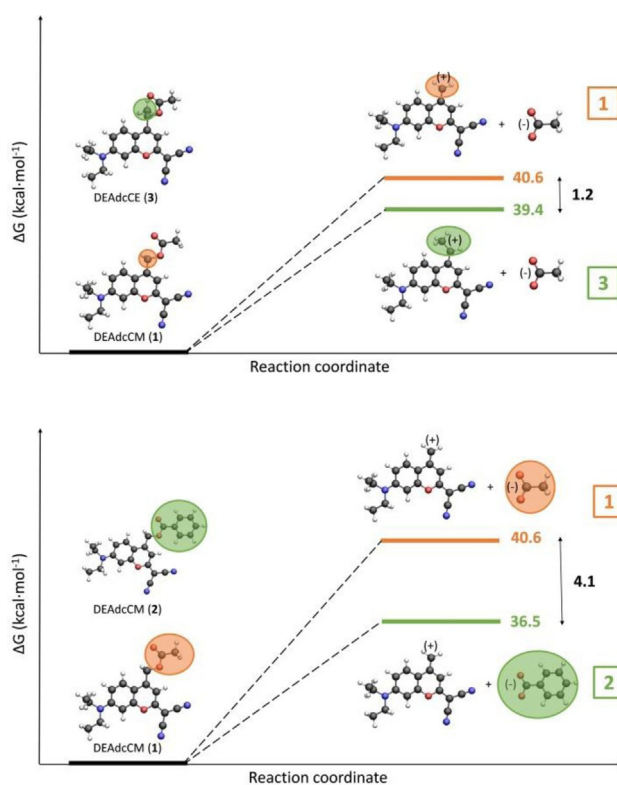 ΔG (kcal·mol⁻¹)
DEAdcCE (3)
DEAdcCM (1)
(+)
+
(-)
1
40.6
1.2
39.4
(+)
+
(-)
3
Reaction coordinate
ΔG (kcal·mol⁻¹)
DEAdcCM (2)
DEAdcCM (1)
(+)
+
(-)
1
40.6
4.1
36.5
(+)
+
(-)
2
Reaction coordinate